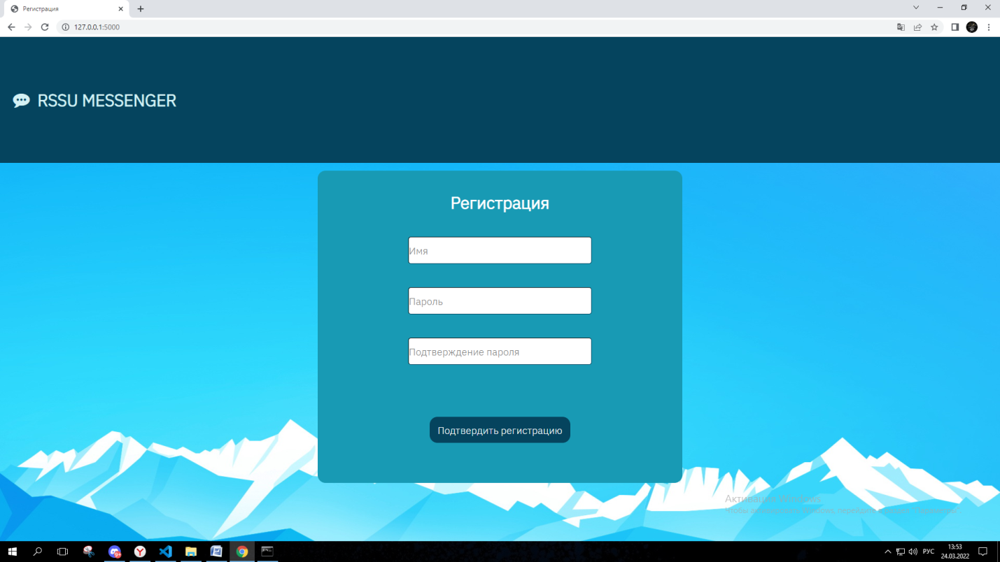 Регистрация
127.0.0.1:5000
RSSU MESSENGER
Регистрация
Имя
Пароль
Подтверждение пароля
Подтвердить регистрацию
Активация Windows
Чтобы активировать Windows, перейдите в раздел "Параметры".
РУС
13:53
24.03.2022